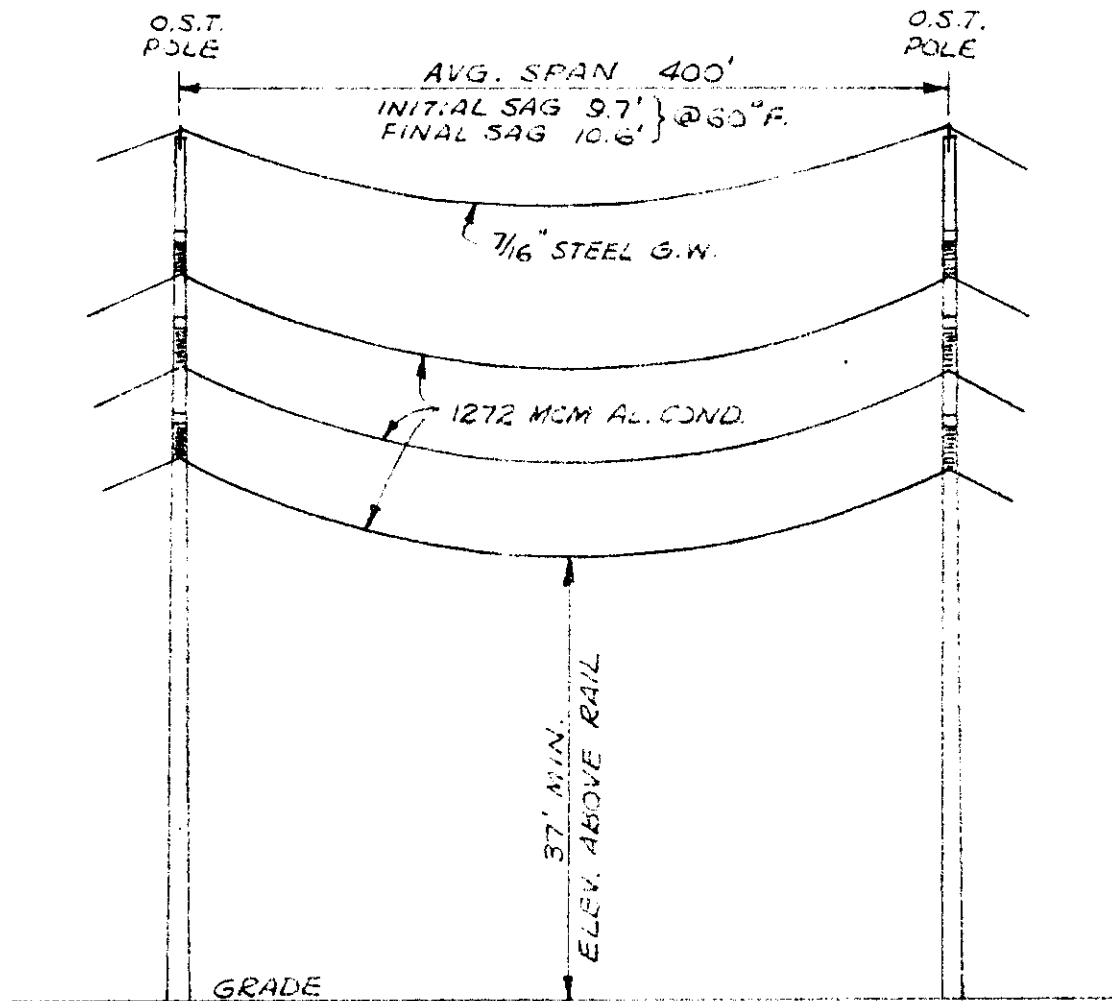 O.S.T.
POLE
O.S.T.
POLE
AVG. SPAN 400'
INITIAL SAG 9.7'
FINAL SAG 10.6'
} @ 60°F.
7/16" STEEL G.W.
1272 MCM AL. COND.
37' MIN.
ELEV. ABOVE RAIL
GRADE